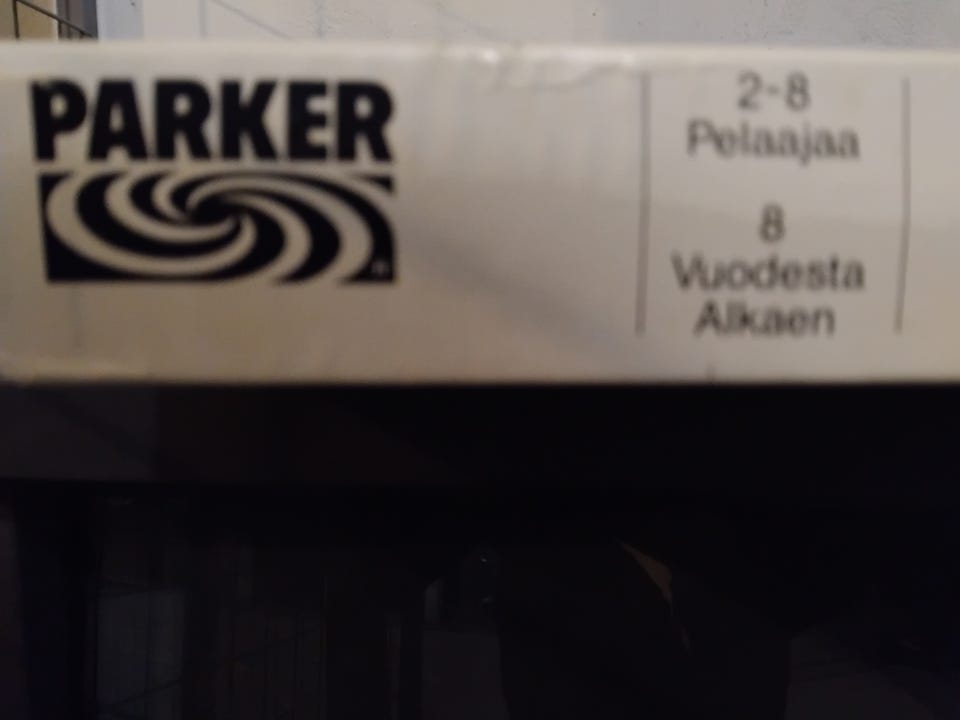 PARKER
2-8
Pelaajaa
8
Vuodesta
Alkaen